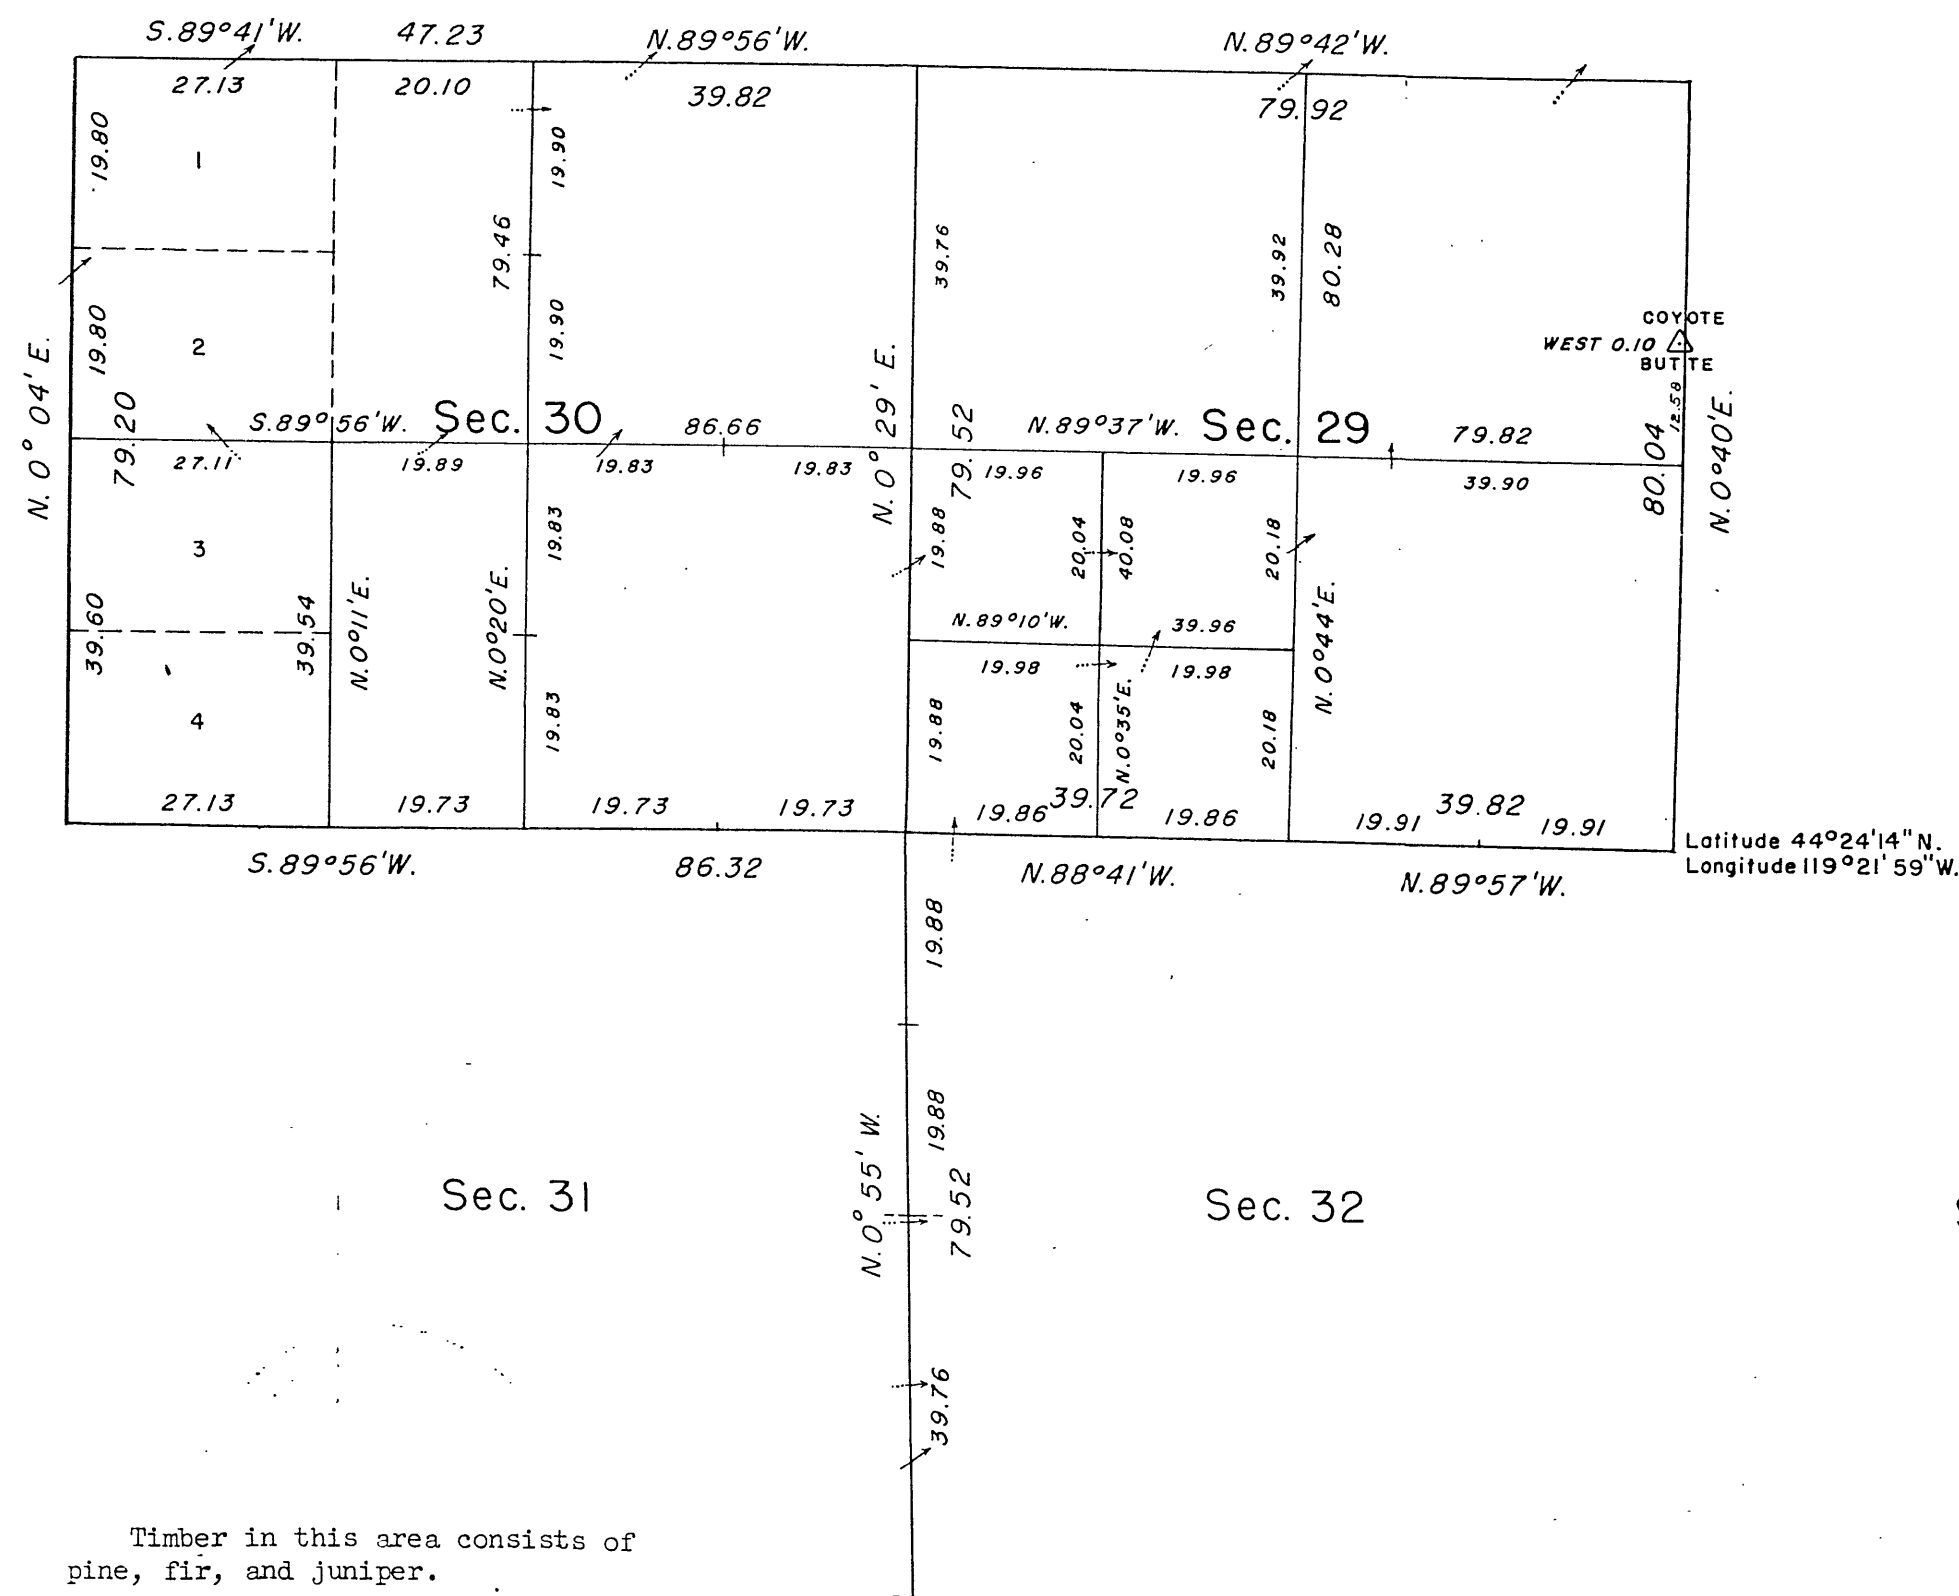 S.89°41'W. 47.23 N.89°56'W. N.89°42'W.
27.13 20.10 39.82 79.92
19.80 1 19.90
79.46 39.76 39.92 80.28
19.80 2 19.90
COYOTE
WEST 0.10
BUTTE
12.58
N.0°04'E. 79.20 N.0°29'E. 79.52 80.04 N.0°40'E.
S.89°56'W. Sec. 30 86.66 N.89°37'W. Sec. 29 79.82
27.11 19.89 19.83 19.83 19.96 19.96 39.90
3 19.83 19.88 20.04 40.08 20.18
39.60 39.54 N.0°11'E. N.0°20'E. N.89°10'W. 39.96 N.0°44'E.
19.98 19.98
4 19.83 19.88 20.04 N.0°35'E. 20.18
27.13 19.73 19.73 19.73 19.86 39.72 19.86 19.91 39.82 19.91
Latitude 44°24'14"N.
Longitude 119°21'59"W.
S.89°56'W. 86.32 N.88°41'W. N.89°57'W.
19.88
19.88
N.0°55'W. 79.52
Sec. 31 Sec. 32
39.76
Timber in this area consists of
pine, fir, and juniper.